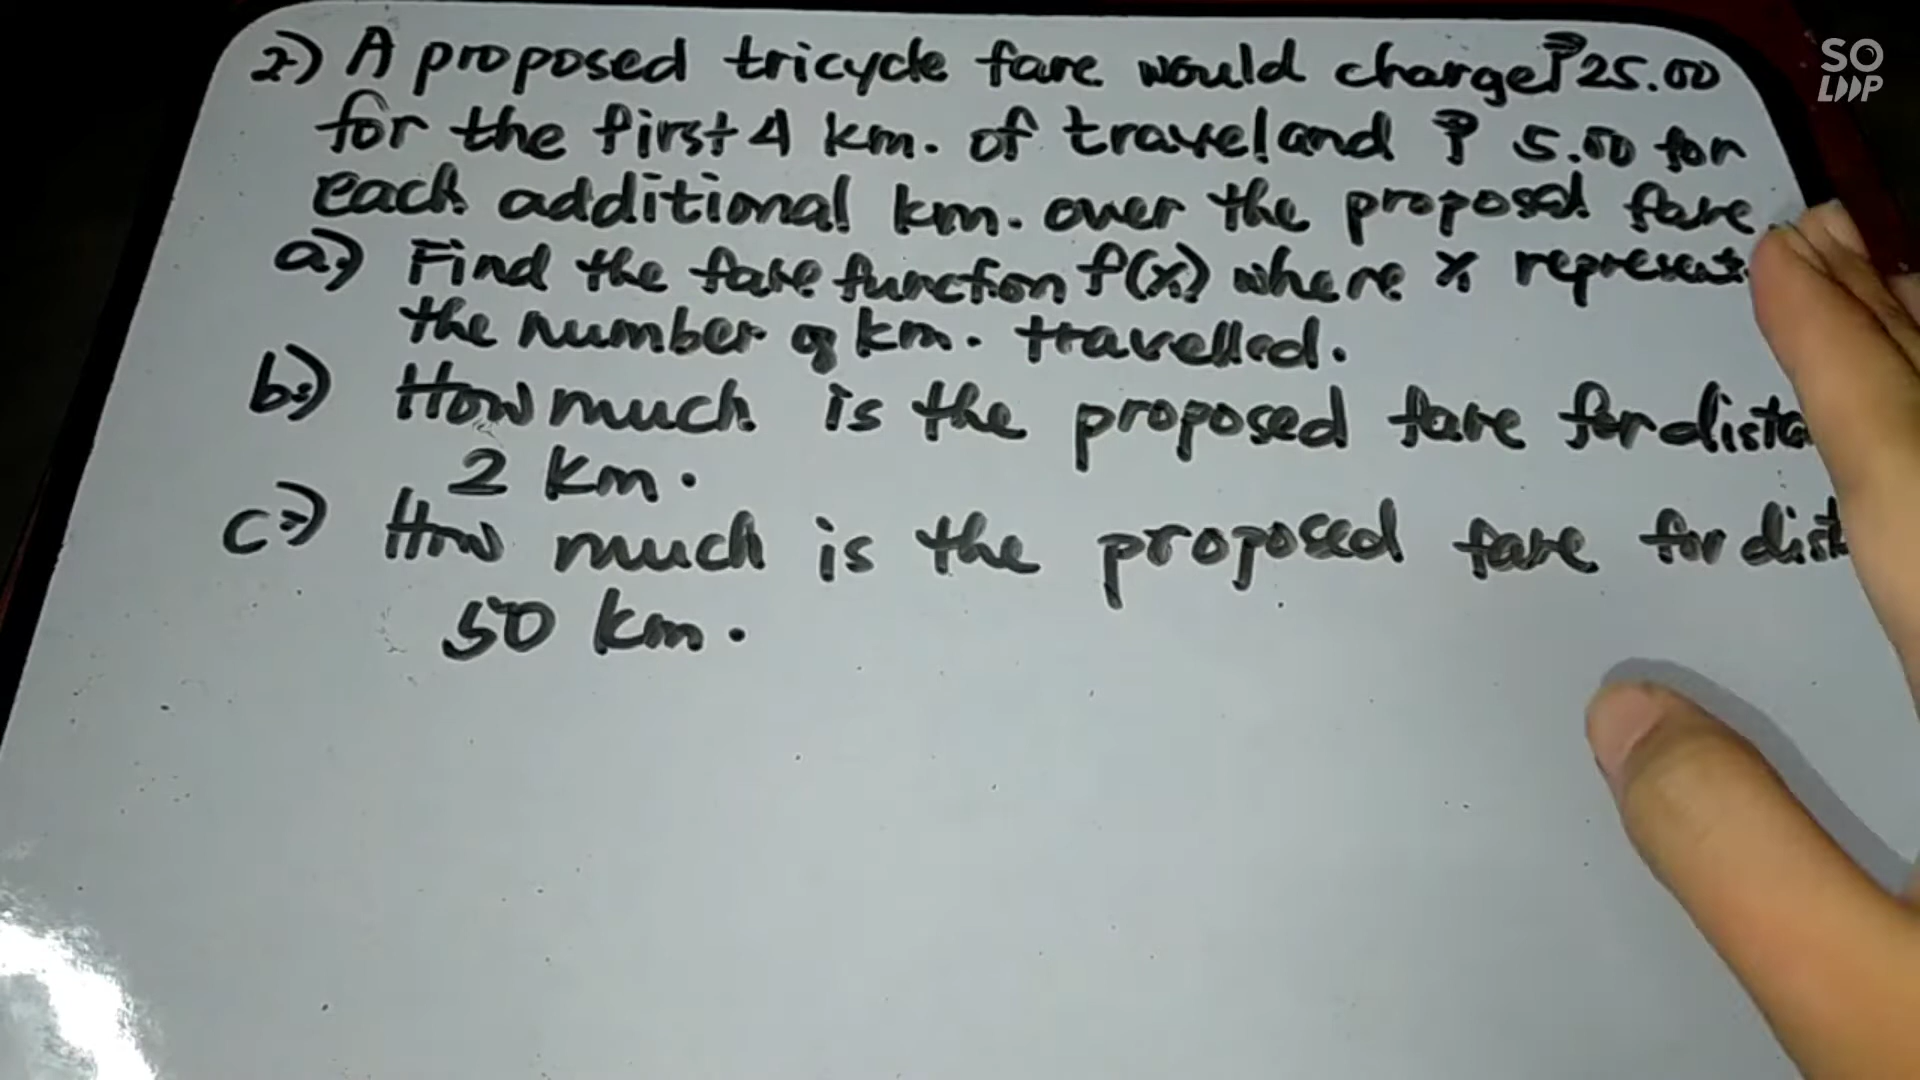 2.) A proposed tricycle fare would charge ₱25.00
for the first 4 km. of travel and ₱ 5.00 for
each additional km. over the proposed fare
a.) Find the fare function f(x) where x represent
the number of km. travelled.
b.) How much is the proposed fare for dista
2 km.
c.) How much is the proposed fare for dist
50 km.
SO
LOOP